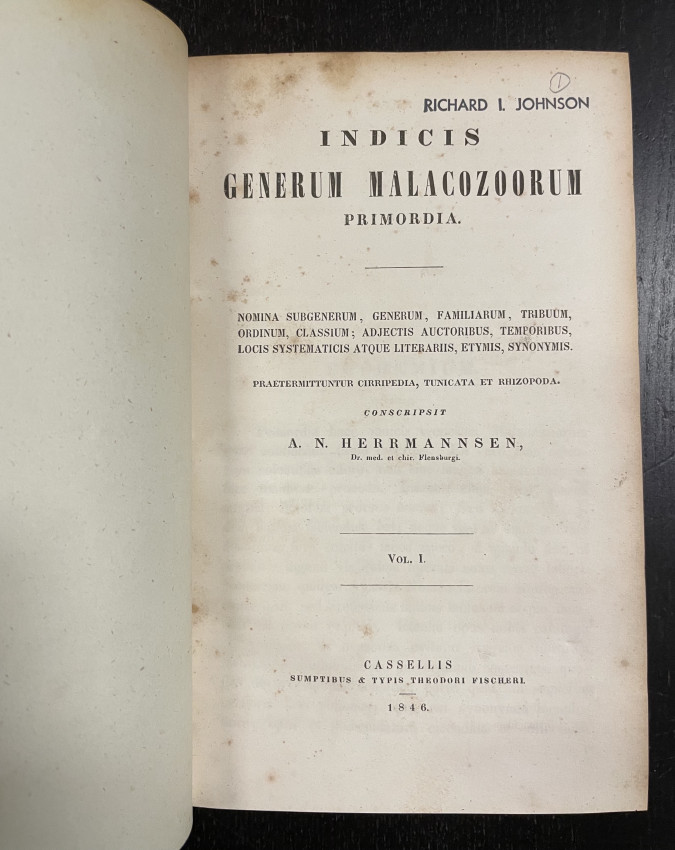 1
RICHARD I. JOHNSON
INDICIS
GENERUM MALACOZOORUM
PRIMORDIA.
NOMINA SUBGENERUM, GENERUM, FAMILIARUM, TRIBUUM,
ORDINUM, CLASSIUM; ADJECTIS AUCTORIBUS, TEMPORIBUS,
LOCIS SYSTEMATICIS ATQUE LITERARIIS, ETYMIS, SYNONYMIS.
PRAETERMITTUNTUR CIRRIPEDIA, TUNICATA ET RHIZOPODA.
CONSCRIPSIT
A. N. HERRMANNSEN,
Dr. med. et chir. Flensburgi.
VOL. I.
CASSELLIS
SUMPTIBUS & TYPIS THEODORI FISCHERI.
1846.